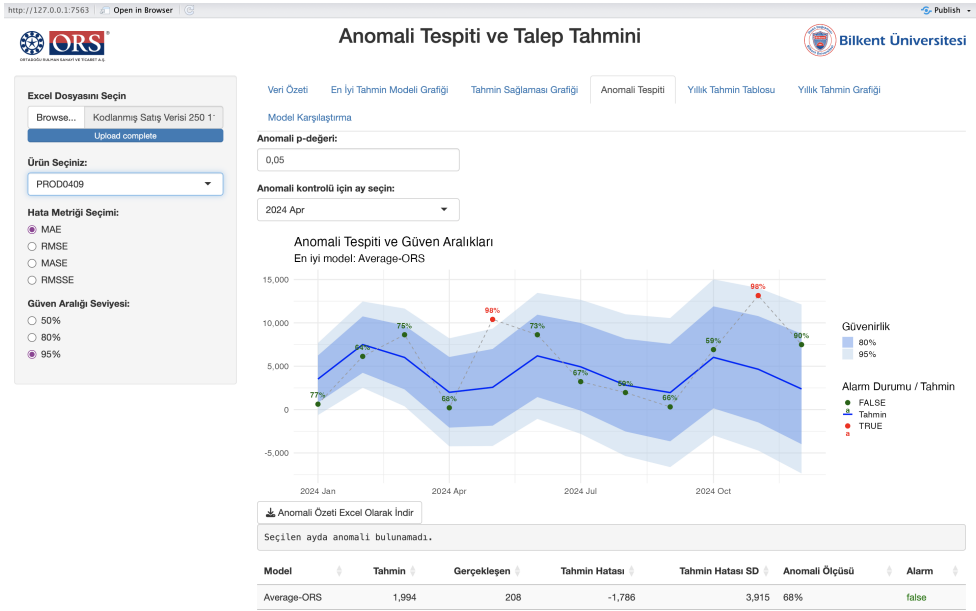 http://127.0.0.1:7563 Open in Browser Publish
ORS
ORTADOĞU RULMAN SANAYİ VE TİCARET A.Ş.
Anomali Tespiti ve Talep Tahmini
Bilkent Üniversitesi
Excel Dosyasını Seçin
Browse... Kodlanmış Satış Verisi 250 1
Upload complete
Ürün Seçiniz:
PROD0409
Hata Metriği Seçimi:
MAE
RMSE
MASE
RMSSE
Güven Aralığı Seviyesi:
50%
80%
95%
Veri Özeti En İyi Tahmin Modeli Grafiği Tahmin Sağlaması Grafiği Anomali Tespiti Yıllık Tahmin Tablosu Yıllık Tahmin Grafiği
Model Karşılaştırma
Anomali p-değeri:
0,05
Anomali kontrolü için ay seçin:
2024 Apr
Anomali Tespiti ve Güven Aralıkları
En iyi model: Average-ORS
15,000
10,000
5,000
0
-5,000
77% 64% 75% 68% 98% 73% 67% 66% 59% 98% 90%
2024 Jan 2024 Apr 2024 Jul 2024 Oct
Güvenirlik
80%
95%
Alarm Durumu / Tahmin
a FALSE
Tahmin
a TRUE
Anomali Özeti Excel Olarak İndir
Seçilen ayda anomali bulunamadı.
Model Tahmin Gerçekleşen Tahmin Hatası Tahmin Hatası SD Anomali Ölçüsü Alarm
Average-ORS 1,994 208 -1,786 3,915 68% false